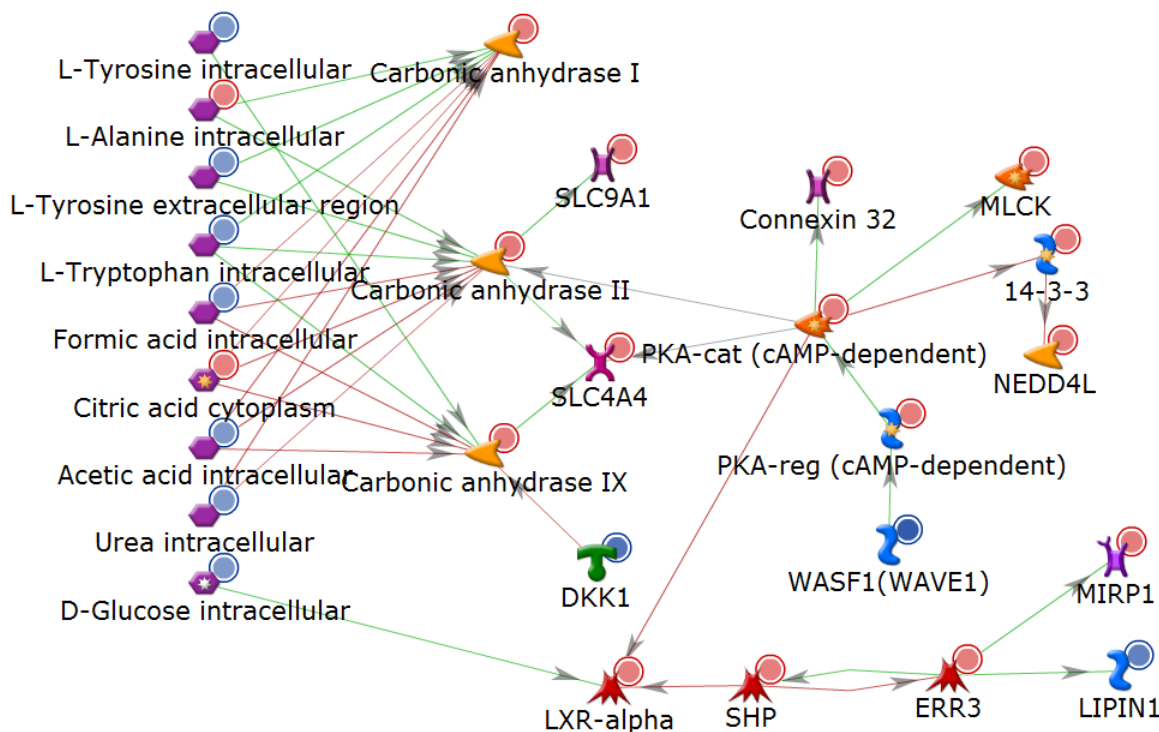 L-Tyrosine intracellular
Carbonic anhydrase I
L-Alanine intracellular
L-Tyrosine extracellular region
SLC9A1
Connexin 32
MLCK
L-Tryptophan intracellular
Carbonic anhydrase II
14-3-3
Formic acid intracellular
PKA-cat (cAMP-dependent)
NEDD4L
Citric acid cytoplasm
SLC4A4
Acetic acid intracellular
Carbonic anhydrase IX
PKA-reg (cAMP-dependent)
Urea intracellular
D-Glucose intracellular
DKK1
WASF1(WAVE1)
MIRP1
LXR-alpha
SHP
ERR3
LIPIN1